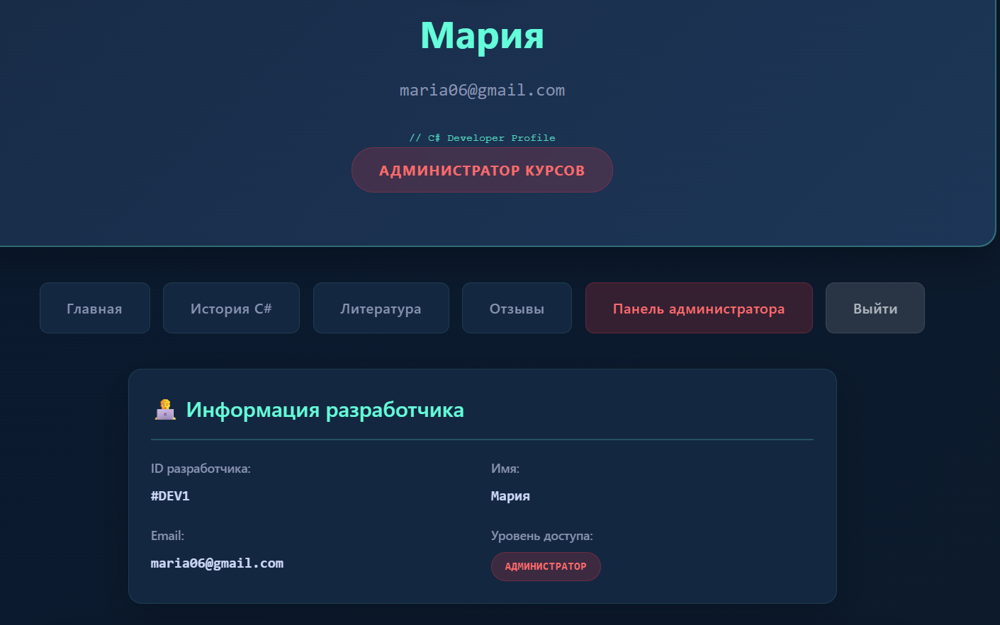 Мария
maria06@gmail.com
// C# Developer Profile
АДМИНИСТРАТОР КУРСОВ
Главная
История C#
Литература
Отзывы
Панель администратора
Выйти
Информация разработчика
ID разработчика:
#DEV1
Имя:
Мария
Email:
maria06@gmail.com
Уровень доступа:
АДМИНИСТРАТОР